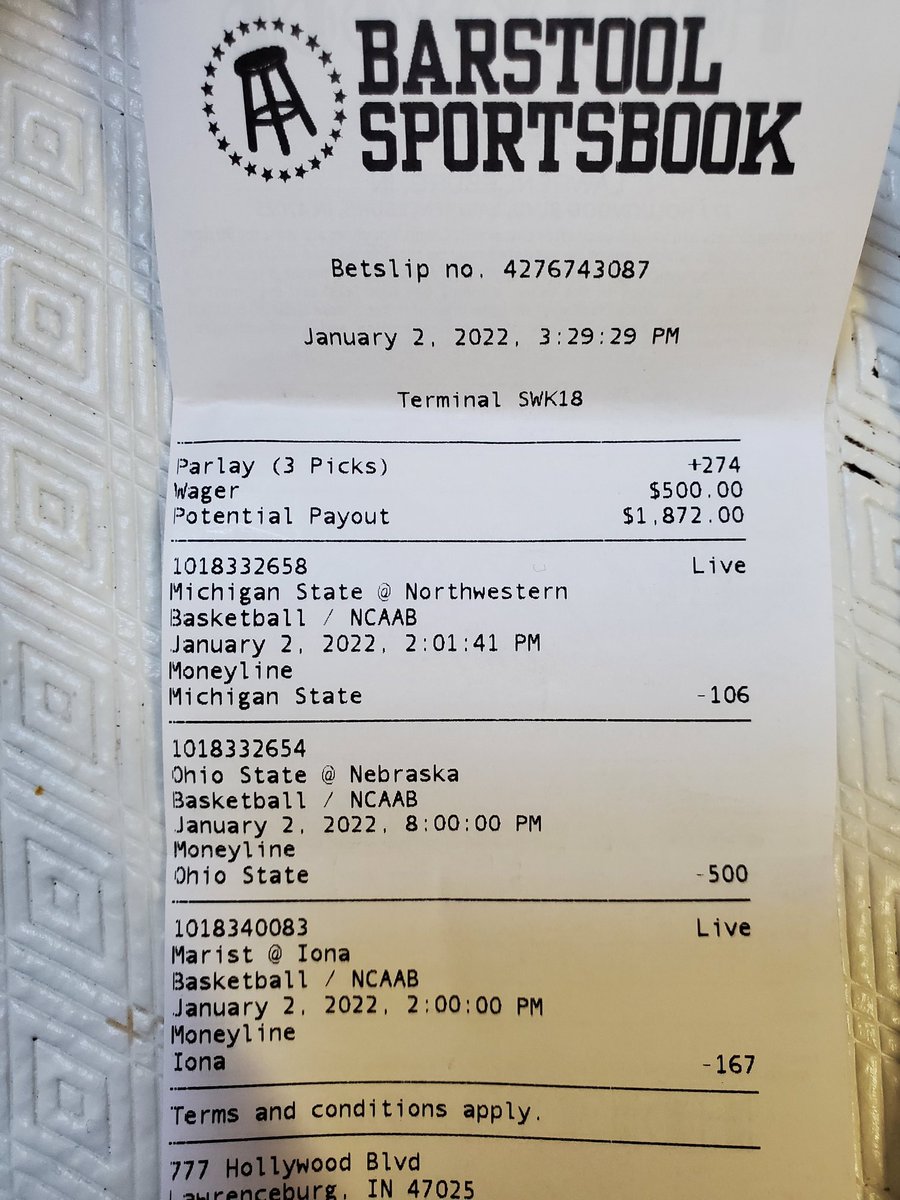 BARSTOOL
SPORTSBOOK
Betslip no. 4276743087
January 2, 2022, 3:29:29 PM
Terminal SWK18
Parlay (3 Picks) +274
Wager $500.00
Potential Payout $1,872.00
1018332658 Live
Michigan State @ Northwestern
Basketball / NCAAB
January 2, 2022, 2:01:41 PM
Moneyline
Michigan State -106
1018332654
Ohio State @ Nebraska
Basketball / NCAAB
January 2, 2022, 8:00:00 PM
Moneyline
Ohio State -500
1018340083 Live
Marist @ Iona
Basketball / NCAAB
January 2, 2022, 2:00:00 PM
Moneyline
Iona -167
Terms and conditions apply.
777 Hollywood Blvd
Lawrenceburg, IN 47025